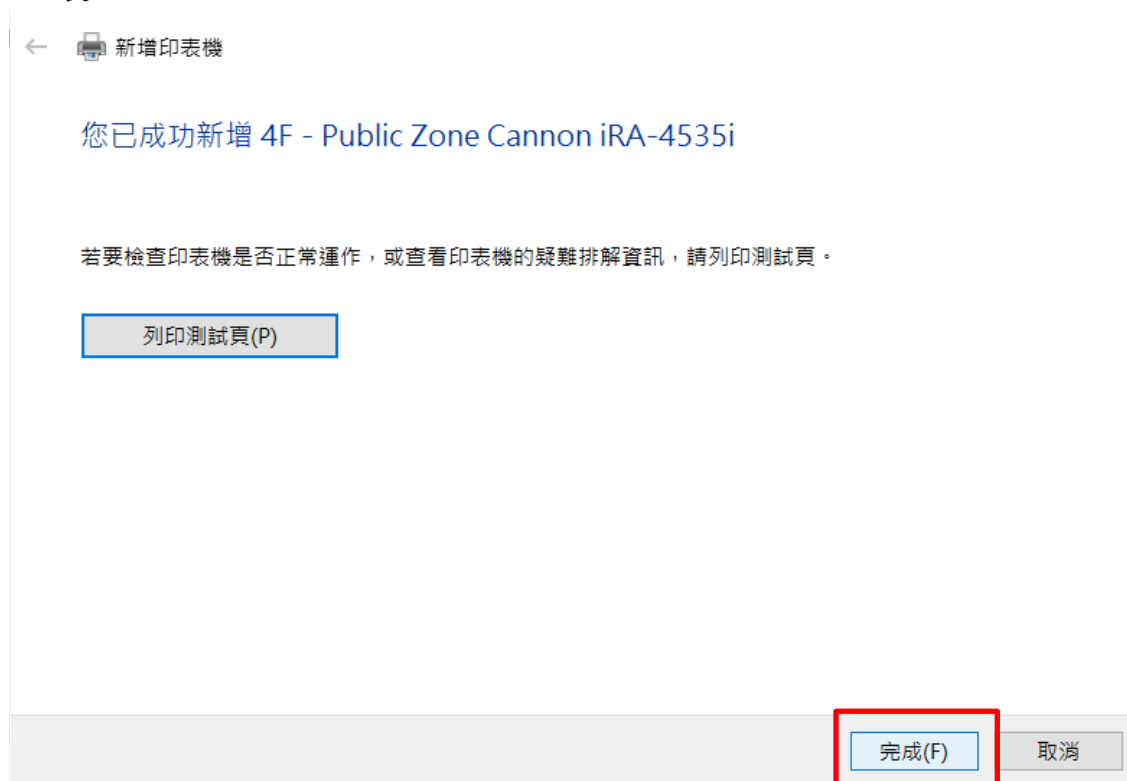 新增印表機
您已成功新增 4F - Public Zone Cannon iRA-4535i
若要檢查印表機是否正常運作，或查看印表機的疑難排解資訊，請列印測試頁。
列印測試頁(P)
完成(F) 取消